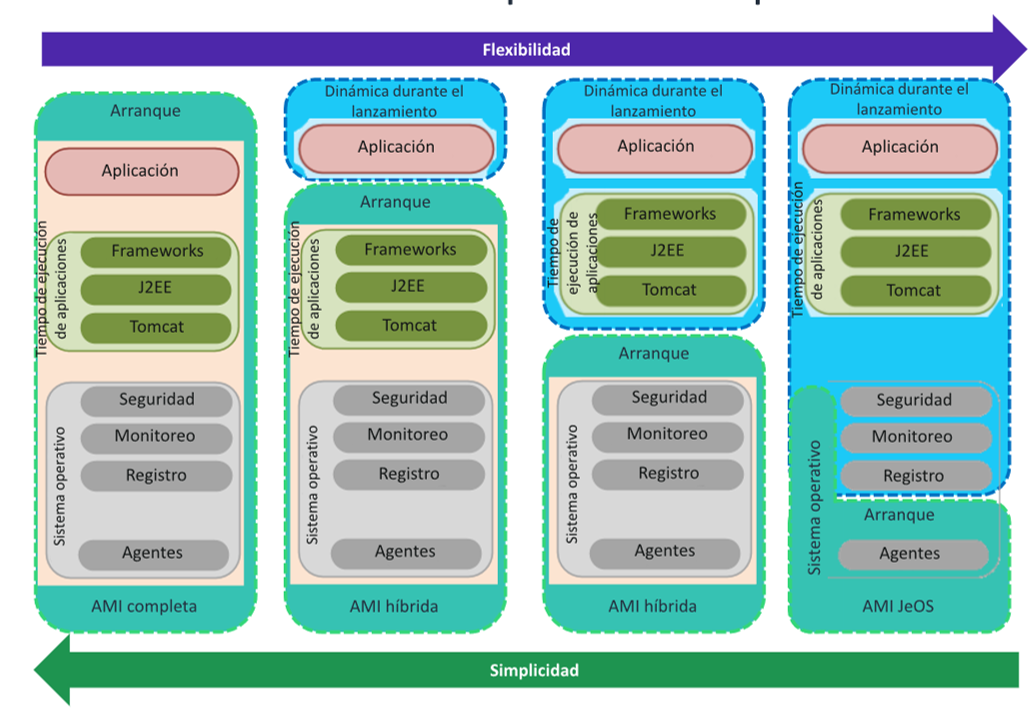 Flexibilidad
Arranque
Aplicación
Tiempo de ejecución
de aplicaciones
Frameworks
J2EE
Tomcat
Sistema operativo
Seguridad
Monitoreo
Registro
Agentes
AMI completa
Dinámica durante el
lanzamiento
Aplicación
Arranque
Tiempo de ejecución
de aplicaciones
Frameworks
J2EE
Tomcat
Sistema operativo
Seguridad
Monitoreo
Registro
Agentes
AMI híbrida
Dinámica durante el
lanzamiento
Aplicación
Tiempo de
ejecución de
aplicaciones
Frameworks
J2EE
Tomcat
Arranque
Sistema operativo
Seguridad
Monitoreo
Registro
Agentes
AMI híbrida
Dinámica durante el
lanzamiento
Aplicación
Tiempo de ejecución
de aplicaciones
Frameworks
J2EE
Tomcat
Sistema operativo
Seguridad
Monitoreo
Registro
Arranque
Agentes
AMI JeOS
Simplicidad